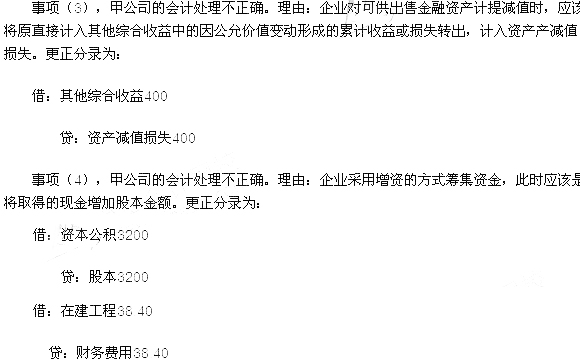 事项（3），甲公司的会计处理不正确。理由：企业对可供出售金融资产计提减值时，应该
将原直接计入其他综合收益中的因公允价值变动形成的累计收益或损失转出，计入资产产减值
损失。更正分录为：
借：其他综合收益400
贷：资产减值损失400
事项（4），甲公司的会计处理不正确。理由：企业采用增资的方式筹集资金，此时应该是
将取得的现金增加股本金额。更正分录为：
借：资本公积3200
贷：股本3200
借：在建工程38.40
贷：财务费用38.40